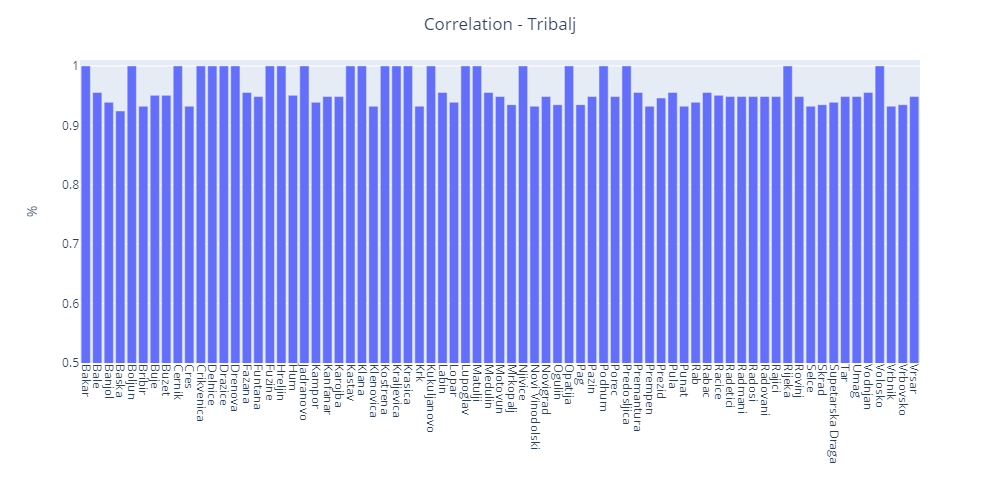 Correlation - Tribalj
%
1
0.9
0.8
0.7
0.6
0.5
Bakar
Bale
Banjol
Baska
Boljun
Bribir
Buje
Buzet
Cernik
Cres
Crikvenica
Delnice
Drazice
Drenova
Fazana
Funtana
Fuzine
Hreljin
Hum
Jadranovo
Kampor
Kanfanar
Karojba
Kastav
Klana
Klenovica
Kostrena
Kraljevica
Krasica
Krk
Kukuljanovo
Labin
Lopar
Lupoglav
Matulji
Medulin
Motovun
Mrkopalj
Njivice
Novi Vinodolski
Novigrad
Ogulin
Opatija
Pag
Pazin
Podhum
Porec
Predosljica
Premantura
Prempen
Prezid
Pula
Punat
Rab
Rabac
Racice
Radetici
Radmani
Radosi
Radovani
Rajici
Rijeka
Rovinj
Selce
Skrad
Supetarska Draga
Tar
Umag
Vodnjan
Volosko
Vrbnik
Vrbovsko
Vrsar